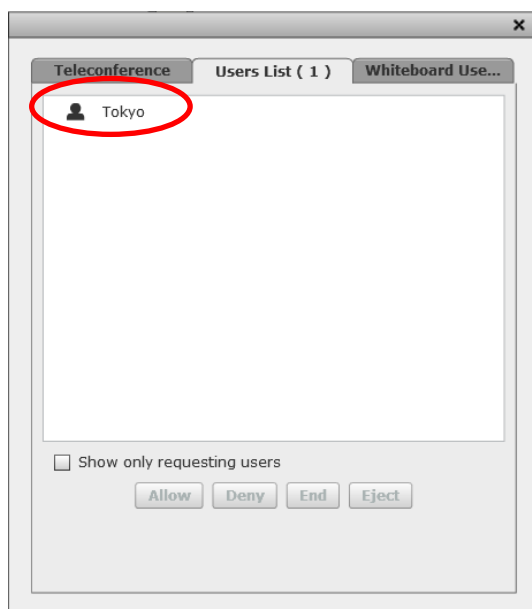 Teleconference Users List ( 1 ) Whiteboard Use...
Tokyo
Show only requesting users
Allow Deny End Eject